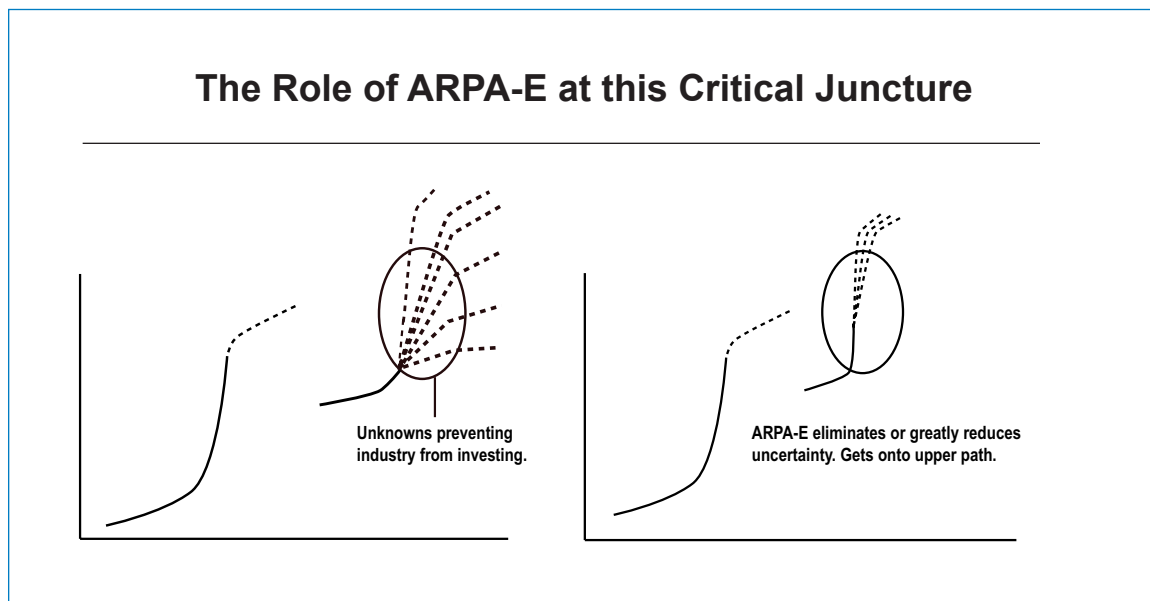 The Role of ARPA-E at this Critical Juncture
Unknowns preventing
industry from investing.
ARPA-E eliminates or greatly reduces
uncertainty. Gets onto upper path.